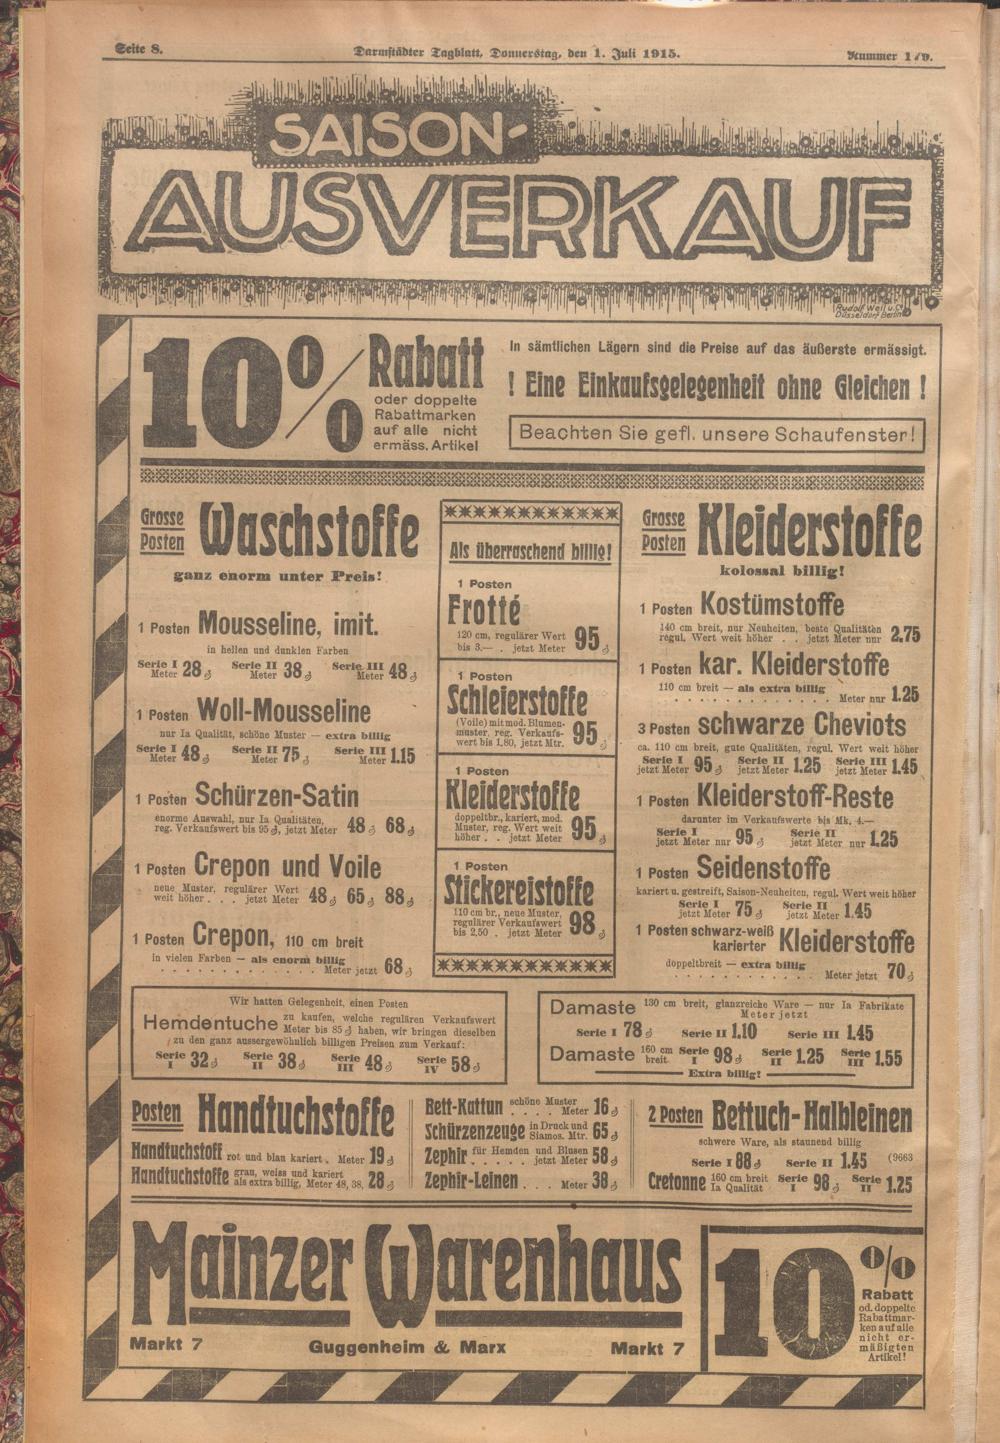 Seite 8.
Darmstädter Tagblatt, Donnerstag, den 1. Juli 1915.
Nummer 179.
SAISON-
AUSVERKAUF
Rudolf Weil u. Co
Düsseldorf Berlin
10% Rabatt
oder doppelte
Rabattmarken
auf alle nicht
ermäss. Artikel
In sämtlichen Lägern sind die Preise auf das äußerste ermässigt.
! Eine Einkaufsgelegenheit ohne Gleichen !
Beachten Sie gefl. unsere Schaufenster!
Grosse Posten Waschstoffe
ganz enorm unter Preis!
1 Posten Mousseline, imit.
in hellen und dunklen Farben
Serie I Meter 28 ₰ Serie II Meter 38 ₰ Serie III Meter 48 ₰
1 Posten Woll-Mousseline
nur Ia Qualität, schöne Muster — extra billig
Serie I Meter 48 ₰ Serie II Meter 75 ₰ Serie III Meter 1.15
1 Posten Schürzen-Satin
enorme Auswahl, nur Ia Qualitäten,
reg. Verkaufswert bis 95 ₰, jetzt Meter 48 ₰ 68 ₰
1 Posten Crepon und Voile
neue Muster, regulärer Wert
weit höher . . . jetzt Meter 48 ₰ 65 ₰ 88 ₰
1 Posten Crepon, 110 cm breit
in vielen Farben — als enorm billig
. . . . . . . . . . . . Meter jetzt 68 ₰
Als überraschend billig!
1 Posten
Frotté
120 cm, regulärer Wert
bis 3.— . jetzt Meter 95 ₰
1 Posten
Schleierstoffe
(Voile) mit mod. Blumen-
muster, reg. Verkaufs-
wert bis 1,80, jetzt Mtr. 95 ₰
1 Posten
Kleiderstoffe
doppeltbr., kariert, mod.
Muster, reg. Wert weit
höher . . jetzt Meter 95 ₰
1 Posten
Stickereistoffe
110 cm br., neue Muster,
regulärer Verkaufswert
bis 2,50 . jetzt Meter 98 ₰
Grosse Posten Kleiderstoffe
kolossal billig!
1 Posten Kostümstoffe
140 cm breit, nur Neuheiten, beste Qualitäten
regul. Wert weit höher . . jetzt Meter nur 2.75
1 Posten kar. Kleiderstoffe
110 cm breit — als extra billig
. . . . . . . . . . . . Meter nur 1.25
3 Posten schwarze Cheviots
ca. 110 cm breit, gute Qualitäten, regul. Wert weit höher
Serie I jetzt Meter 95 ₰ Serie II jetzt Meter 1.25 Serie III jetzt Meter 1.45
1 Posten Kleiderstoff-Reste
darunter im Verkaufswerte bis Mk. 4.—
Serie I jetzt Meter nur 95 ₰ Serie II jetzt Meter nur 1.25
1 Posten Seidenstoffe
kariert u. gestreift, Saison-Neuheiten, regul. Wert weit höher
Serie I jetzt Meter 75 ₰ Serie II jetzt Meter 1.45
1 Posten schwarz-weiß
karierter Kleiderstoffe
doppeltbreit — extra billig
. . . . . . . . . . . . Meter jetzt 70 ₰
Wir hatten Gelegenheit, einen Posten
Hemdentuche zu kaufen, welche regulären Verkaufswert
Meter bis 85 ₰ haben, wir bringen dieselben
zu den ganz aussergewöhnlich billigen Preisen zum Verkauf:
Serie I 32 ₰ Serie II 38 ₰ Serie III 48 ₰ Serie IV 58 ₰
Damaste 130 cm breit, glanzreiche Ware — nur Ia Fabrikate
Meter jetzt
Serie I 78 ₰ Serie II 1.10 Serie III 1.45
Damaste 160 cm breit. Serie I 98 ₰ Serie II 1.25 Serie III 1.55
Extra billig!
Posten Handtuchstoffe
Handtuchstoff rot und blau kariert . Meter 19 ₰
Handtuchstoffe grau, weiss und kariert
als extra billig, Meter 48, 38, 28 ₰
Bett-Kattun schöne Muster . . . . Meter 16 ₰
Schürzenzeuge in Druck und Siamos. Mtr. 65 ₰
Zephir für Hemden und Blusen . . . . . jetzt Meter 58 ₰
Zephir-Leinen . . . Meter 38 ₰
2 Posten Bettuch-Halbleinen
schwere Ware, als staunend billig
Serie I 88 ₰ Serie II 1.45 (9663
Cretonne 160 cm breit Ia Qualität Serie I 98 ₰ Serie II 1.25
Mainzer Warenhaus
Markt 7 Guggenheim & Marx Markt 7
10%
Rabatt
od. doppelte
Rabattmar-
ken auf alle
nicht er-
mäßigten
Artikel!